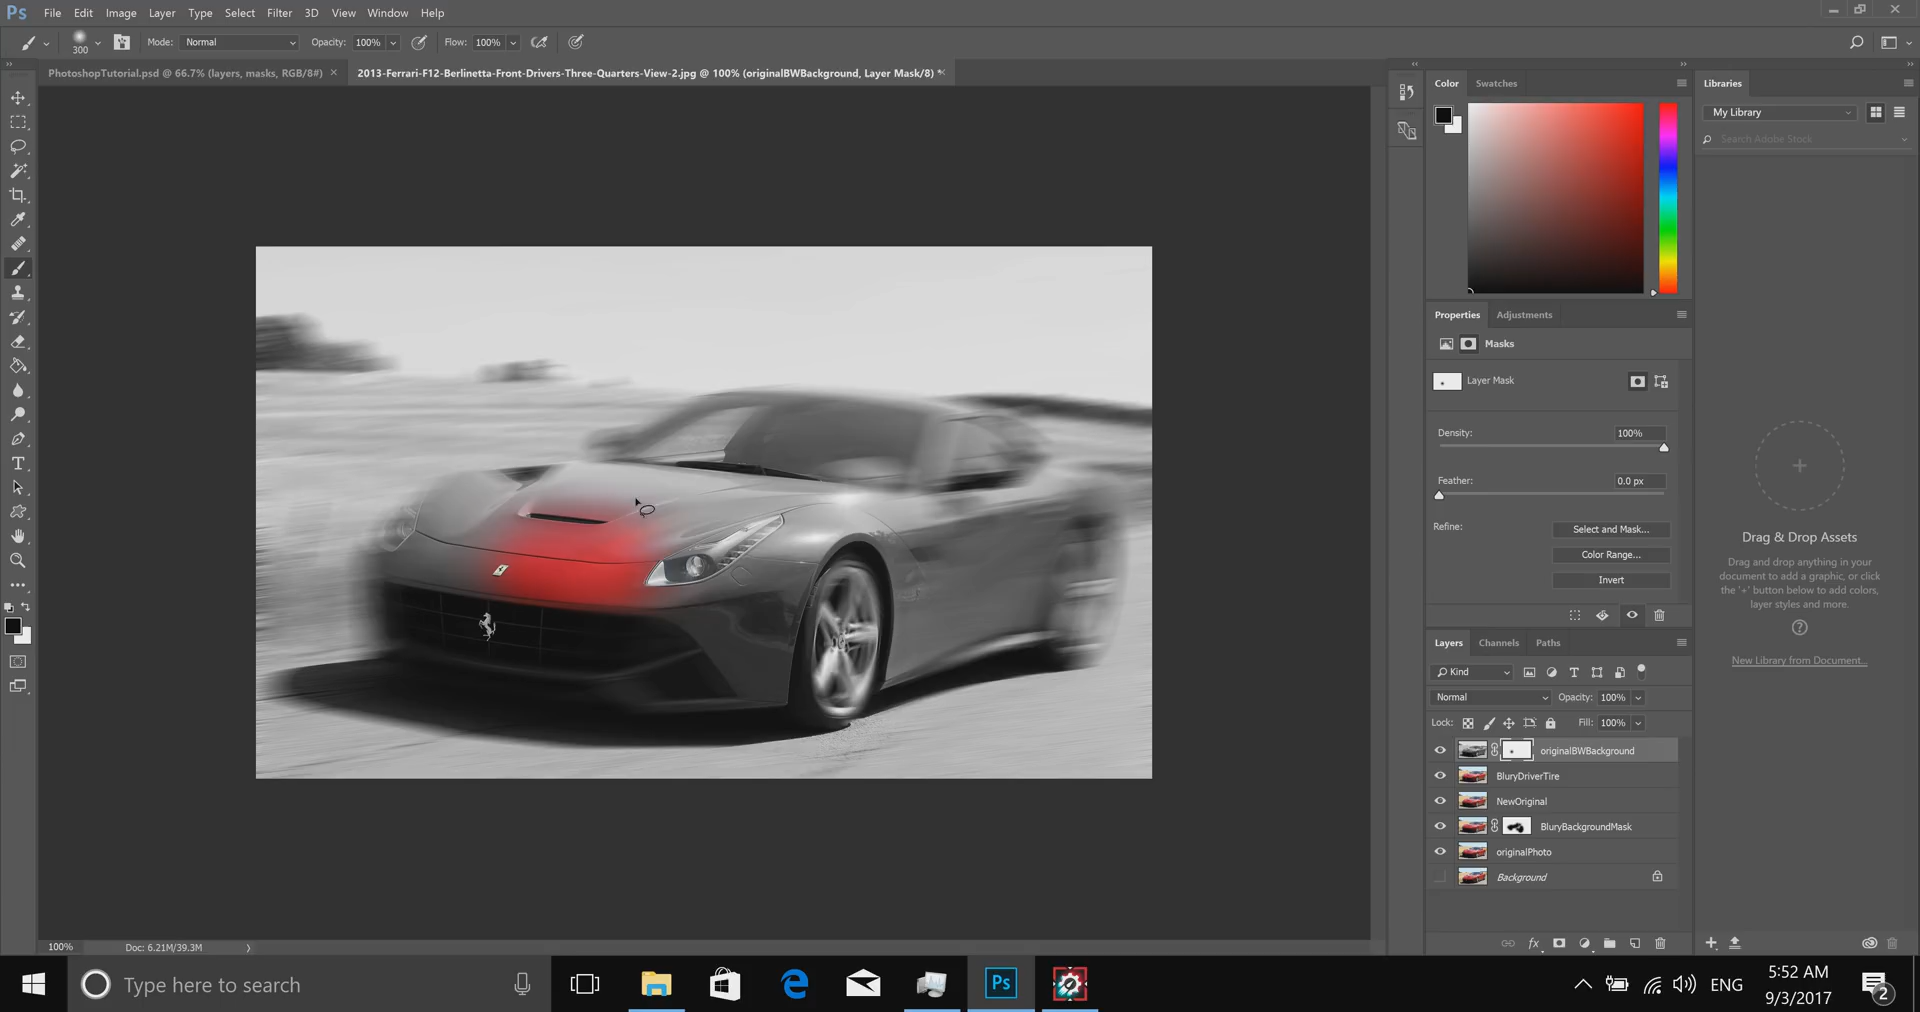 Ps File Edit Image Layer Type Select Filter 3D View Window Help
300 Mode: Normal Opacity: 100% Flow: 100%
PhotoshopTutorial.psd @ 66.7% (layers, masks, RGB/8#) × 2013-Ferrari-F12-Berlinetta-Front-Drivers-Three-Quarters-View-2.jpg @ 100% (originalBWBackground, Layer Mask/8) *
Color Swatches
Libraries
My Library
Search Adobe Stock
Properties Adjustments
Masks
Layer Mask
Density: 100%
Feather: 0.0 px
Refine: Select and Mask...
Color Range...
Invert
Drag & Drop Assets
Drag and drop anything in your
document to add a graphic, or click
the '+' button below to add colors,
layer styles and more.
New Library from Document...
Layers Channels Paths
Kind
Normal Opacity: 100%
Lock: Fill: 100%
originalBWBackground
BluryDriverTire
NewOriginal
BluryBackgroundMask
originalPhoto
Background
fx
100% Doc: 6.21M/39.3M
Type here to search
Ps
ENG
5:52 AM
9/3/2017
2